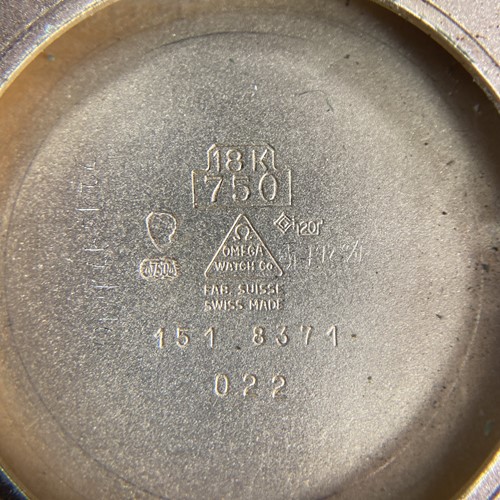 18K
750
Ω
OMEGA
WATCH Co
FAB. SUISSE
SWISS MADE
151.8371
022